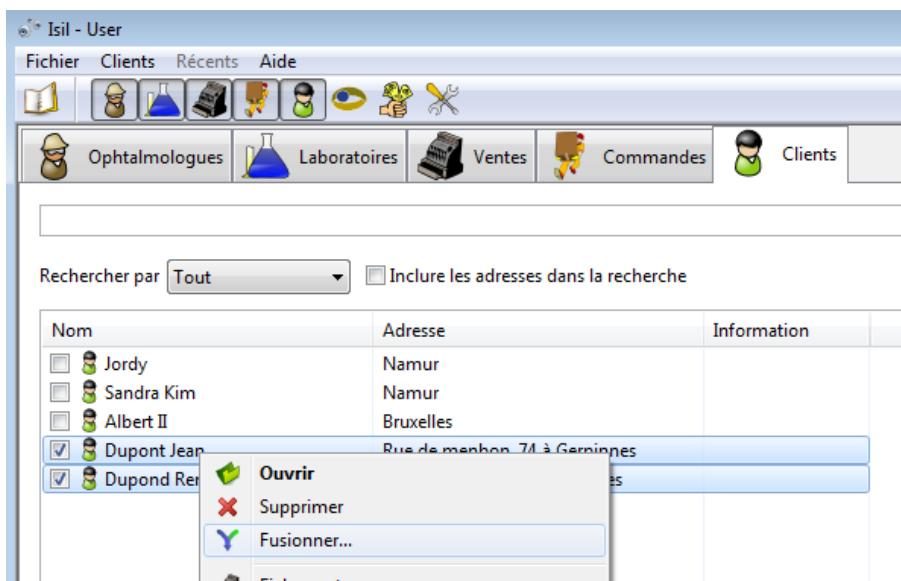 Isil - User
Fichier Clients Récents Aide
Ophtalmologues Laboratoires Ventes Commandes Clients
Rechercher par Tout Inclure les adresses dans la recherche
Nom Adresse Information
Jordy Namur
Sandra Kim Namur
Albert II Bruxelles
Dupont Jean Rue de menhon, 74 à Gerpinnes
Dupond
Ouvrir
Supprimer
Fusionner...